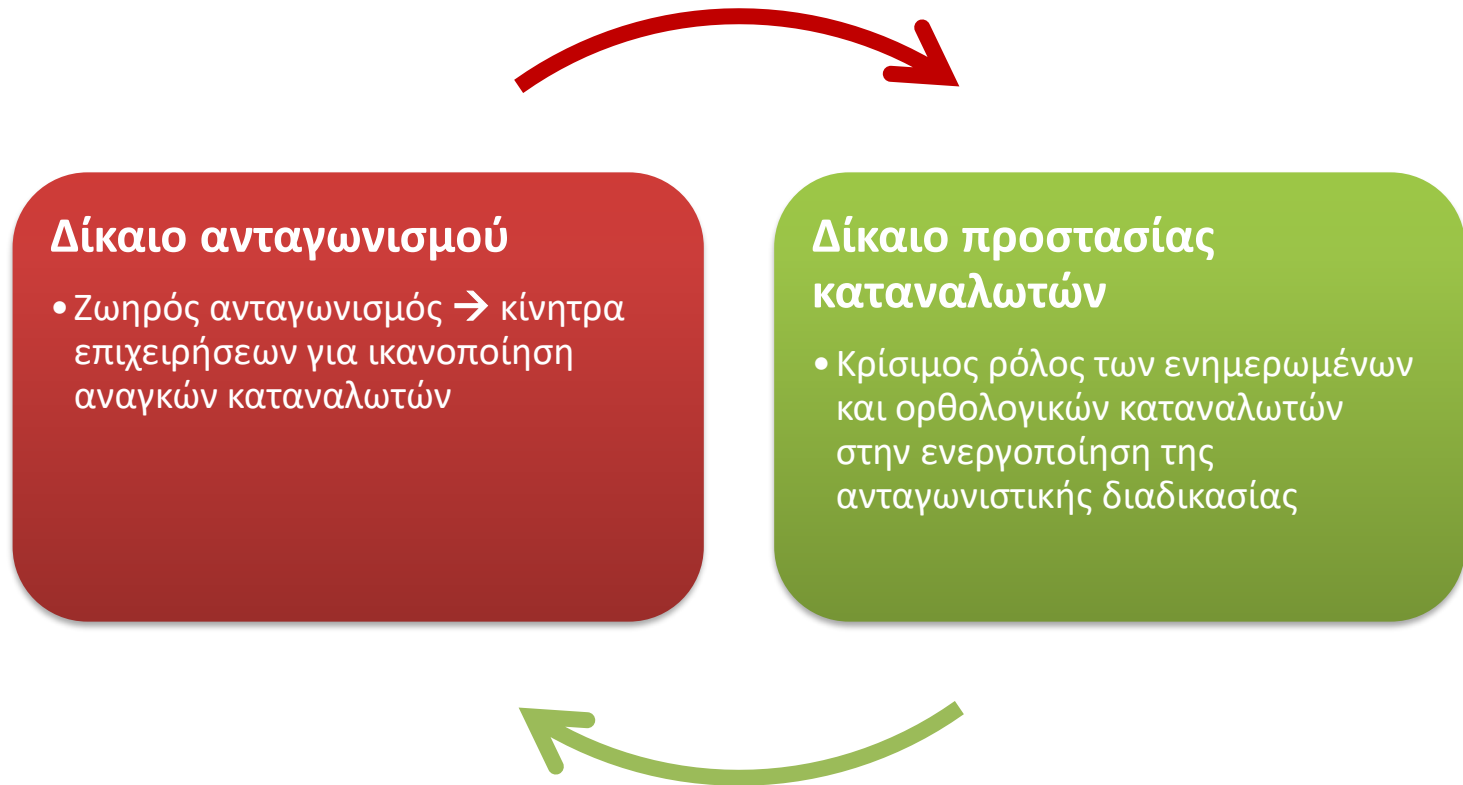 Δίκαιο ανταγωνισμού
• Ζωηρός ανταγωνισμός → κίνητρα
επιχειρήσεων για ικανοποίηση
αναγκών καταναλωτών
Δίκαιο προστασίας
καταναλωτών
• Κρίσιμος ρόλος των ενημερωμένων
και ορθολογικών καταναλωτών
στην ενεργοποίηση της
ανταγωνιστικής διαδικασίας